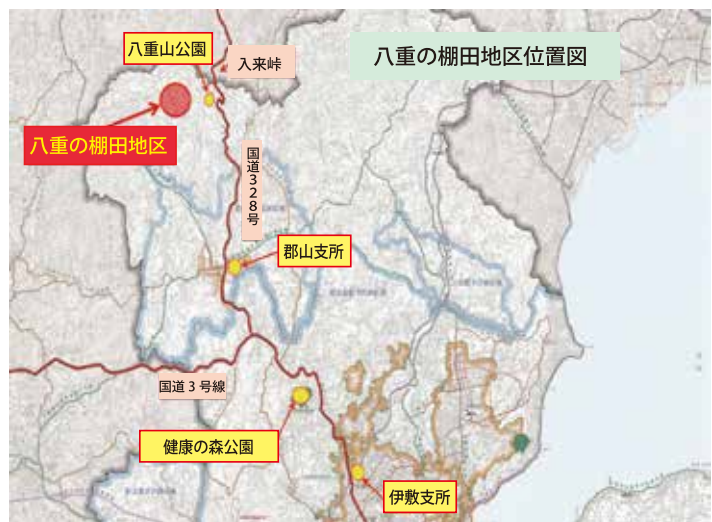 八重の棚田地区位置図
八重山公園
入来峠
八重の棚田地区
国道328号
郡山支所
国道3号線
健康の森公園
伊敷支所